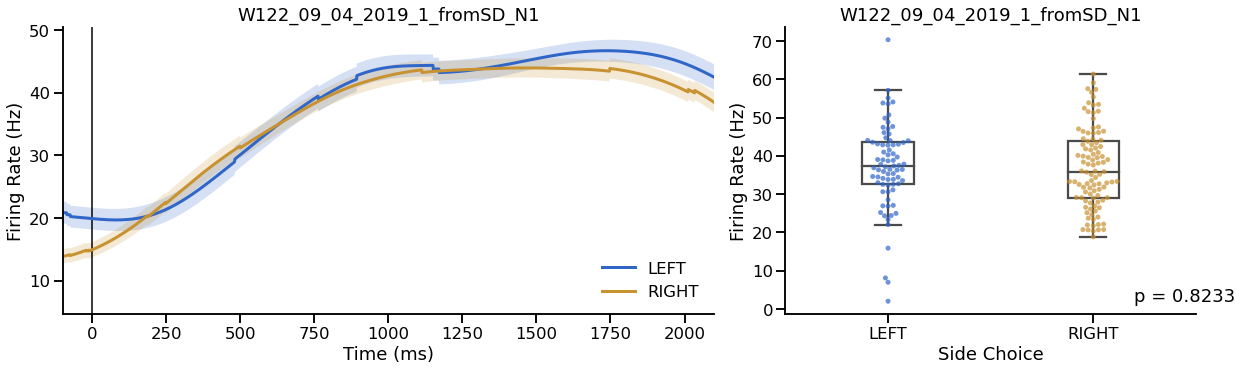 W122_09_04_2019_1_fromSD_N1
Firing Rate (Hz)
50
40
30
20
10
0 250 500 750 1000 1250 1500 1750 2000
Time (ms)
LEFT
RIGHT
W122_09_04_2019_1_fromSD_N1
Firing Rate (Hz)
70
60
50
40
30
20
10
0
p = 0.8233
LEFT RIGHT
Side Choice